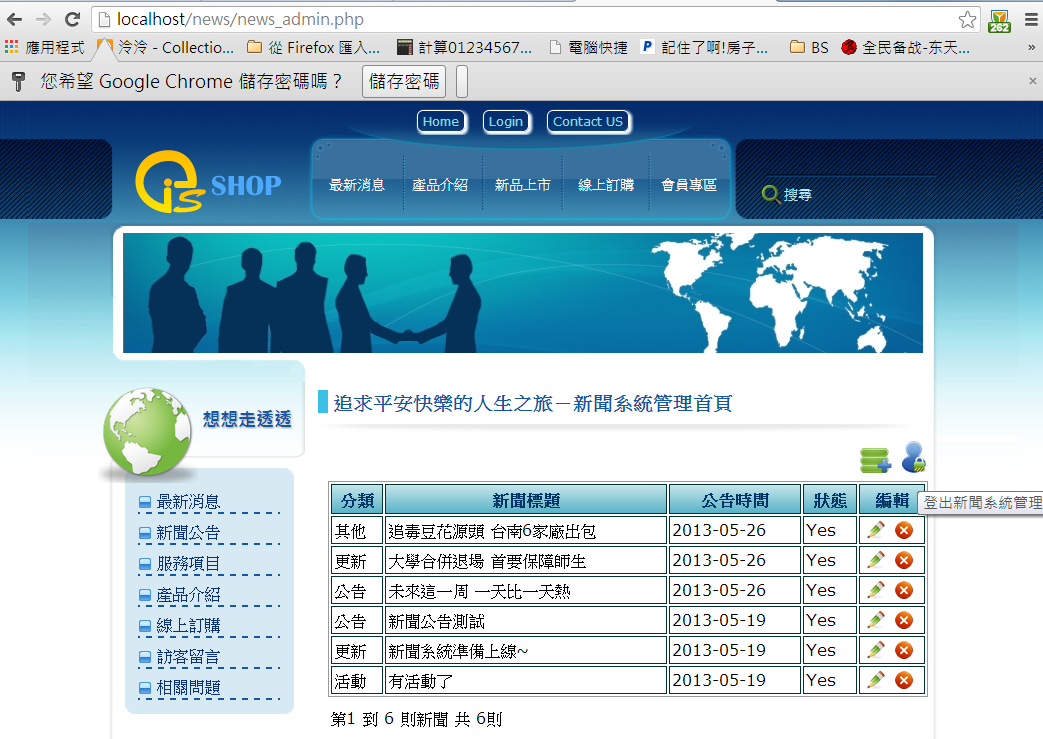 localhost/news/news_admin.php
262
應用程式 泠泠 - Collectio... 從 Firefox 匯入... 計算01234567... 電腦快捷 記住了啊!房子... BS 全民备战-东天... »
您希望 Google Chrome 儲存密碼嗎？ 儲存密碼
Home Login Contact US
SHOP
最新消息 產品介紹 新品上市 線上訂購 會員專區
搜尋
想想走透透
追求平安快樂的人生之旅－新聞系統管理首頁
最新消息
新聞公告
服務項目
產品介紹
線上訂購
訪客留言
相關問題
分類 新聞標題 公告時間 狀態 編輯
登出新聞系統管理
其他 追毒豆花源頭 台南6家廠出包 2013-05-26 Yes
更新 大學合併退場 首要保障師生 2013-05-26 Yes
公告 未來這一周 一天比一天熱 2013-05-26 Yes
公告 新聞公告測試 2013-05-19 Yes
更新 新聞系統準備上線~ 2013-05-19 Yes
活動 有活動了 2013-05-19 Yes
第1 到 6 則新聞 共 6則